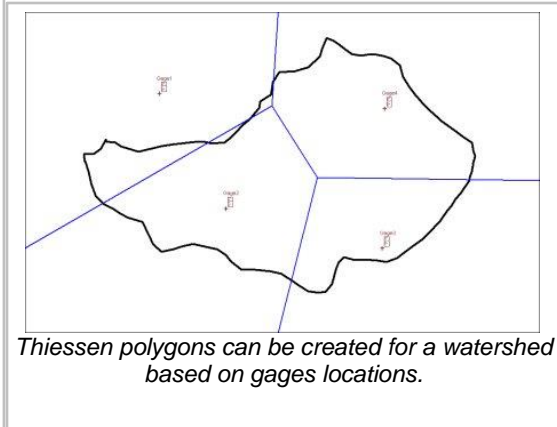 Thiessen polygons can be created for a watershed
based on gages locations.